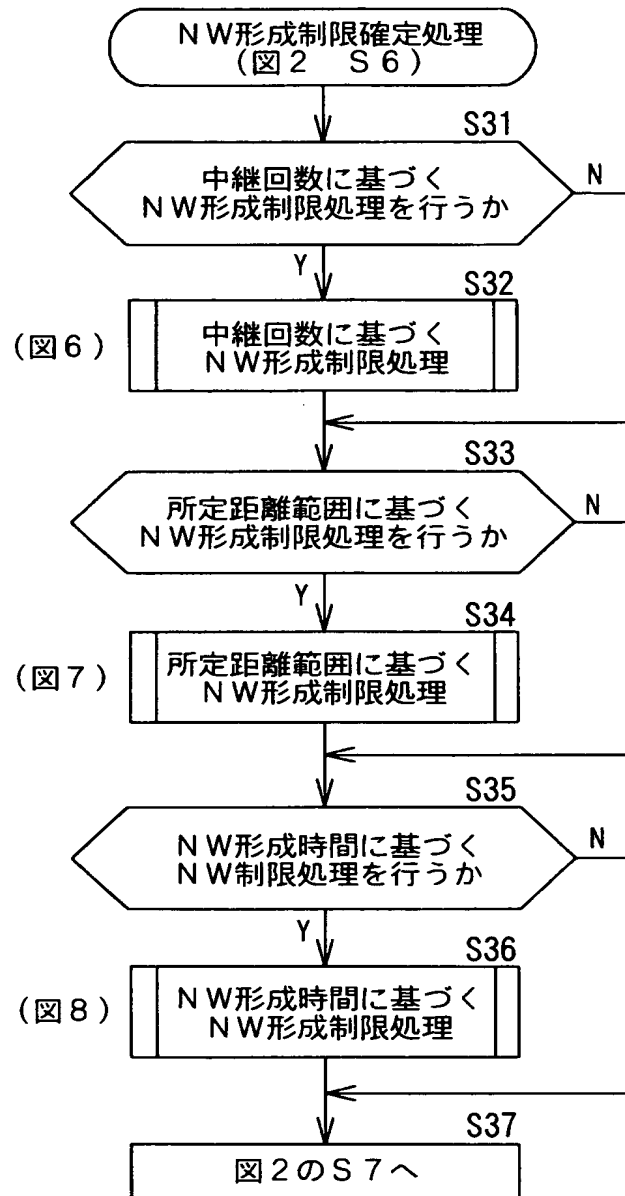 NW形成制限確定処理
(図2 S6)
S31
中継回数に基づく
NW形成制限処理を行うか
N
Y
S32
(図6)
中継回数に基づく
NW形成制限処理
S33
所定距離範囲に基づく
NW形成制限処理を行うか
N
Y
S34
(図7)
所定距離範囲に基づく
NW形成制限処理
S35
NW形成時間に基づく
NW制限処理を行うか
N
Y
S36
(図8)
NW形成時間に基づく
NW形成制限処理
S37
図2のS7へ